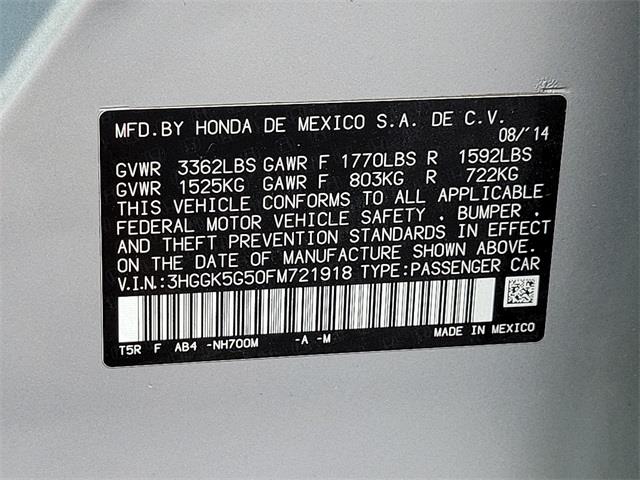 MFD.BY HONDA DE MEXICO S.A. DE C.V.
08/'14
GVWR 3362LBS GAWR F 1770LBS R 1592LBS
GVWR 1525KG GAWR F 803KG R 722KG
THIS VEHICLE CONFORMS TO ALL APPLICABLE
FEDERAL MOTOR VEHICLE SAFETY , BUMPER ,
AND THEFT PREVENTION STANDARDS IN EFFECT
ON THE DATE OF MANUFACTURE SHOWN ABOVE.
V.I.N.:3HGGK5G50FM721918 TYPE:PASSENGER CAR
T5R F AB4 -NH700M -A -M
MADE IN MEXICO